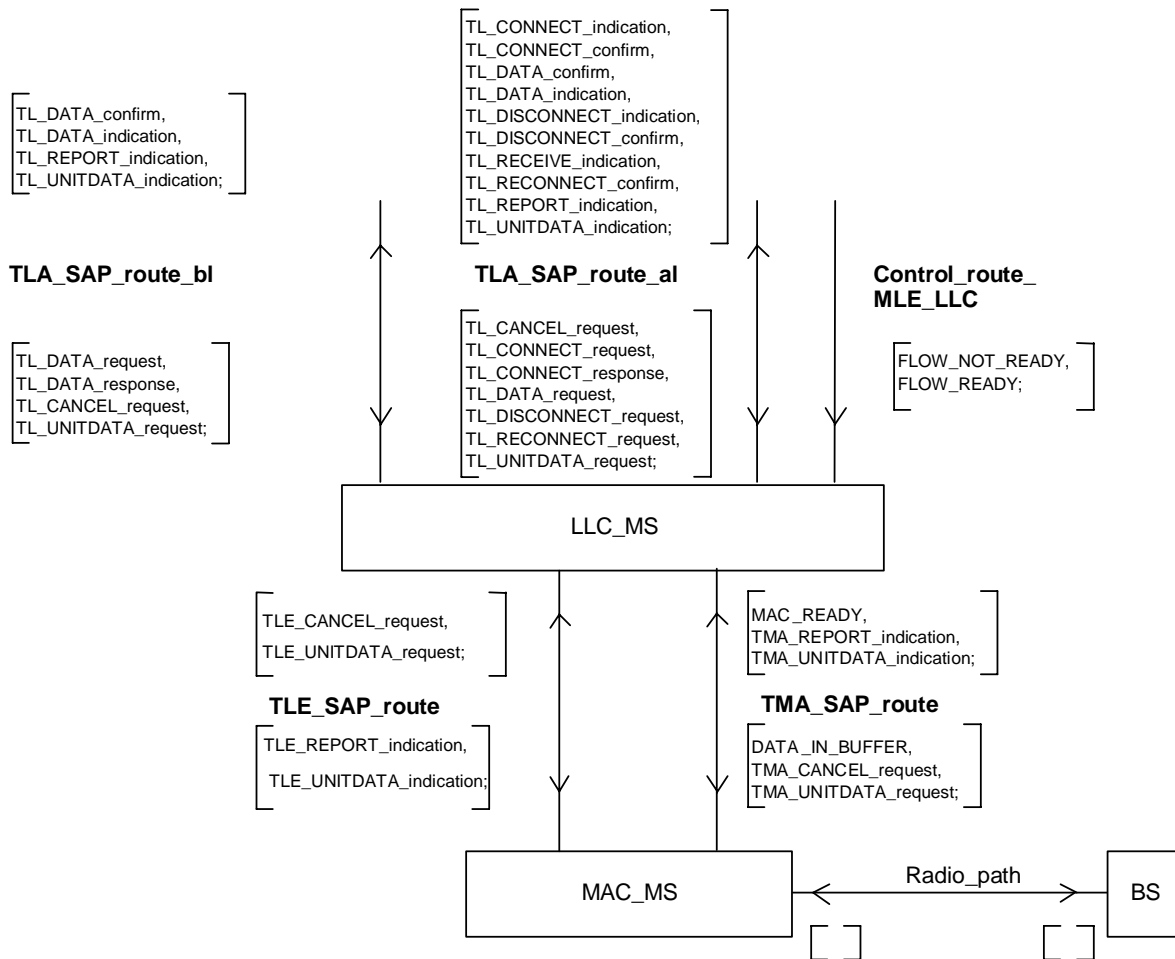 TL_CONNECT_indication,
TL_CONNECT_confirm,
TL_DATA_confirm,
TL_DATA_indication,
TL_DISCONNECT_indication,
TL_DISCONNECT_confirm,
TL_RECEIVE_indication,
TL_RECONNECT_confirm,
TL_REPORT_indication,
TL_UNITDATA_indication;
TL_DATA_confirm,
TL_DATA_indication,
TL_REPORT_indication,
TL_UNITDATA_indication;
TLA_SAP_route_bl
TLA_SAP_route_al
Control_route_
MLE_LLC
TL_DATA_request,
TL_DATA_response,
TL_CANCEL_request,
TL_UNITDATA_request;
TL_CANCEL_request,
TL_CONNECT_request,
TL_CONNECT_response,
TL_DATA_request,
TL_DISCONNECT_request,
TL_RECONNECT_request,
TL_UNITDATA_request;
FLOW_NOT_READY,
FLOW_READY;
LLC_MS
TLE_CANCEL_request,
TLE_UNITDATA_request;
MAC_READY,
TMA_REPORT_indication,
TMA_UNITDATA_indication;
TLE_SAP_route
TMA_SAP_route
TLE_REPORT_indication,
TLE_UNITDATA_indication;
DATA_IN_BUFFER,
TMA_CANCEL_request,
TMA_UNITDATA_request;
MAC_MS
Radio_path
BS